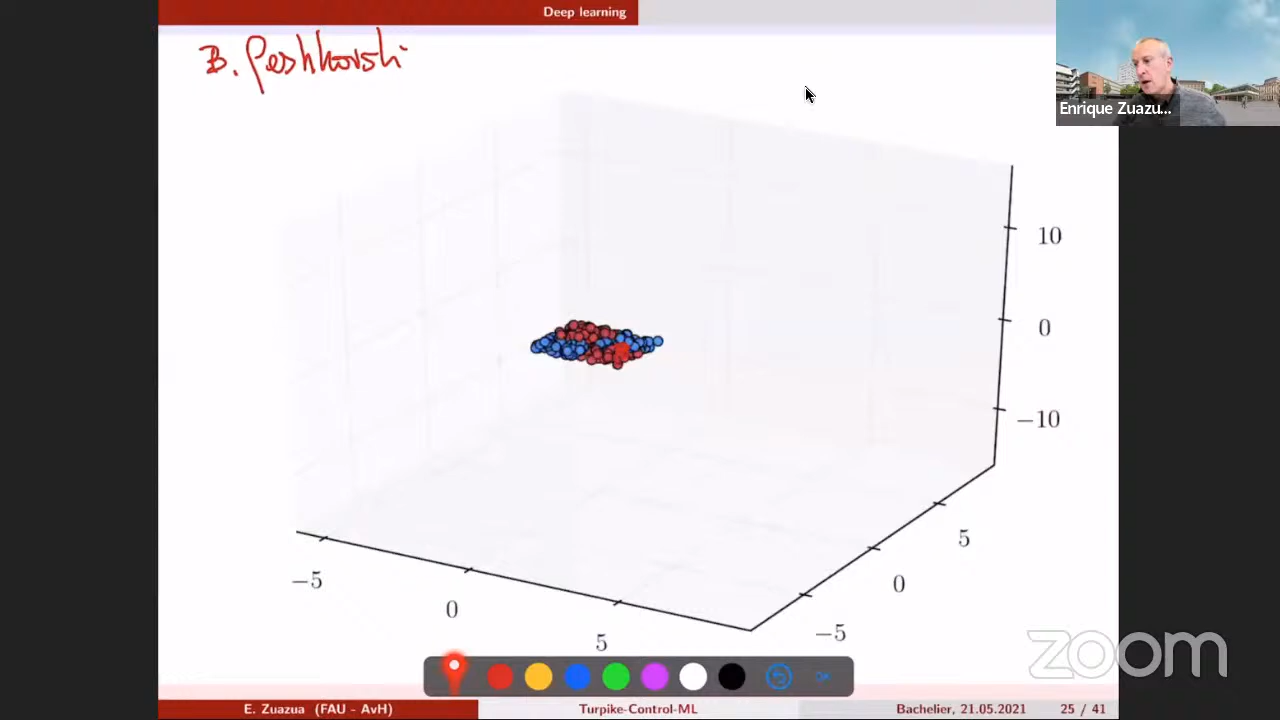 Deep learning
B. Peshkovski
Enrique Zuazu...
10
0
−10
5
0
−5
−5
0
5
zoom
E. Zuazua (FAU - AvH) Turpike-Control-ML Bachelier, 21.05.2021 25 / 41